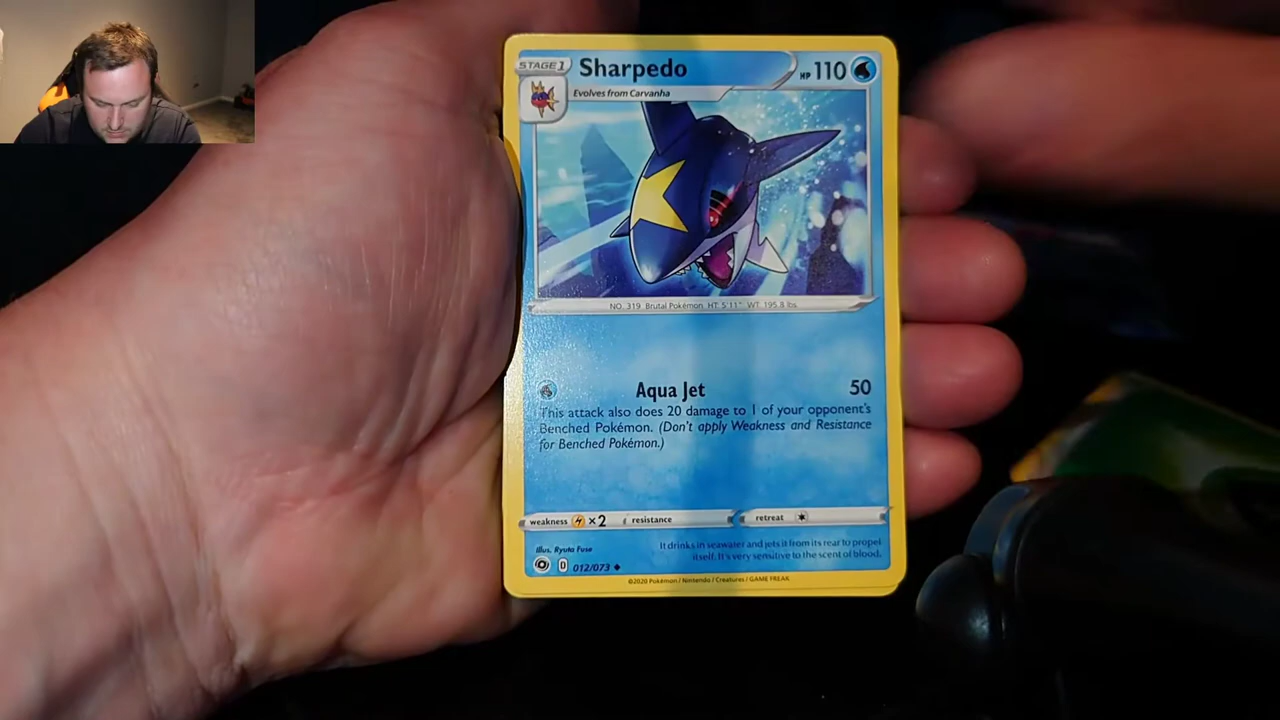 STAGE 1 Sharpedo HP 110
Evolves from Carvanha
NO. 319 Brutal Pokémon HT 5'11" WT 195.8 lbs
Aqua Jet 50
This attack also does 20 damage to 1 of your opponent's
Benched Pokémon. (Don't apply Weakness and Resistance
for Benched Pokémon.)
weakness ×2 resistance retreat
Illus. Ryuta Fuse
It drinks in seawater and jets it from its rear to propel
itself. It's very sensitive to the scent of blood.
D 012/073
©2020 Pokémon / Nintendo / Creatures / GAME FREAK